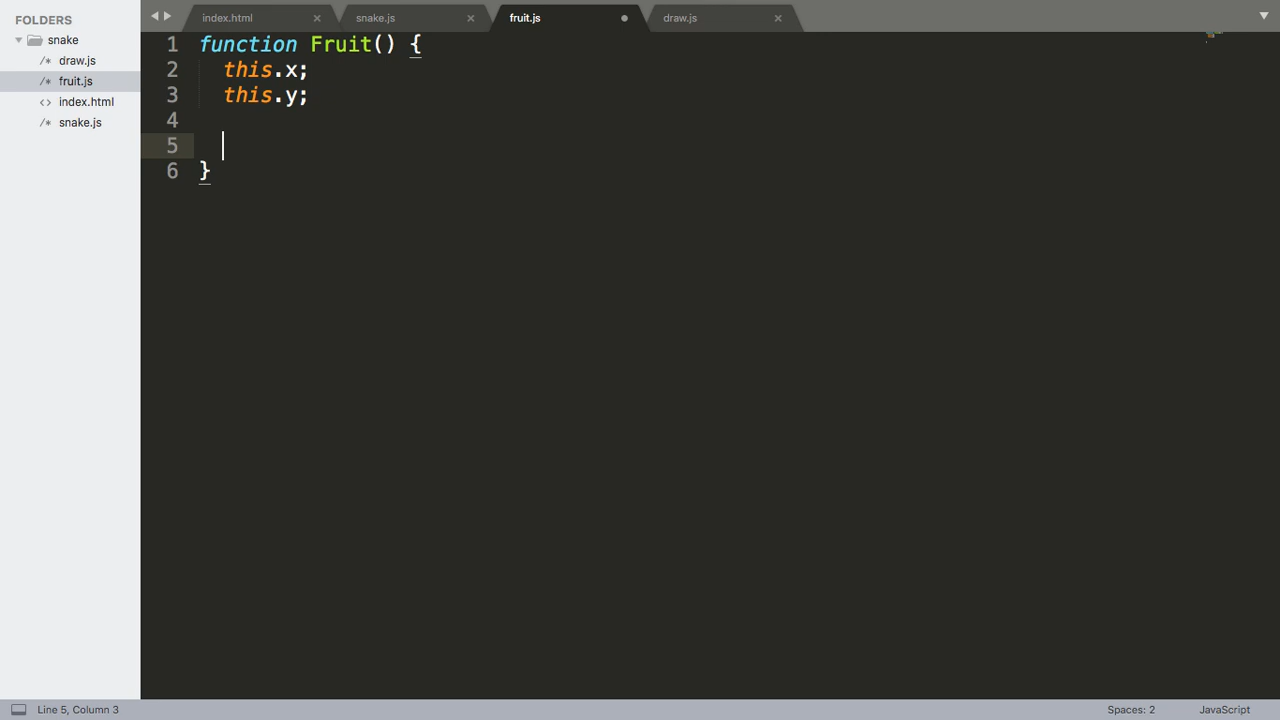 FOLDERS
snake
/* draw.js
/* fruit.js
<> index.html
/* snake.js
index.html × snake.js × fruit.js draw.js ×
1 function Fruit() {
2 this.x;
3 this.y;
4
5
6 }
Line 5, Column 3 Spaces: 2 JavaScript